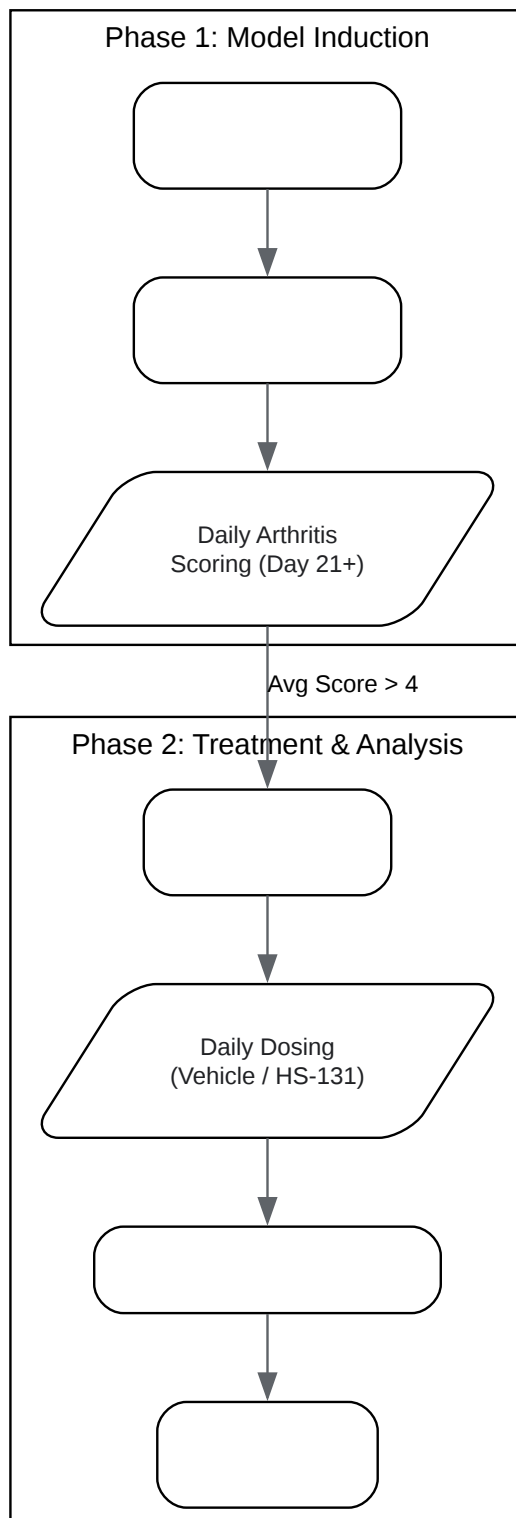 Phase 1: Model Induction
Daily Arthritis
Scoring (Day 21+)
Avg Score > 4
Phase 2: Treatment & Analysis
Daily Dosing
(Vehicle / HS-131)